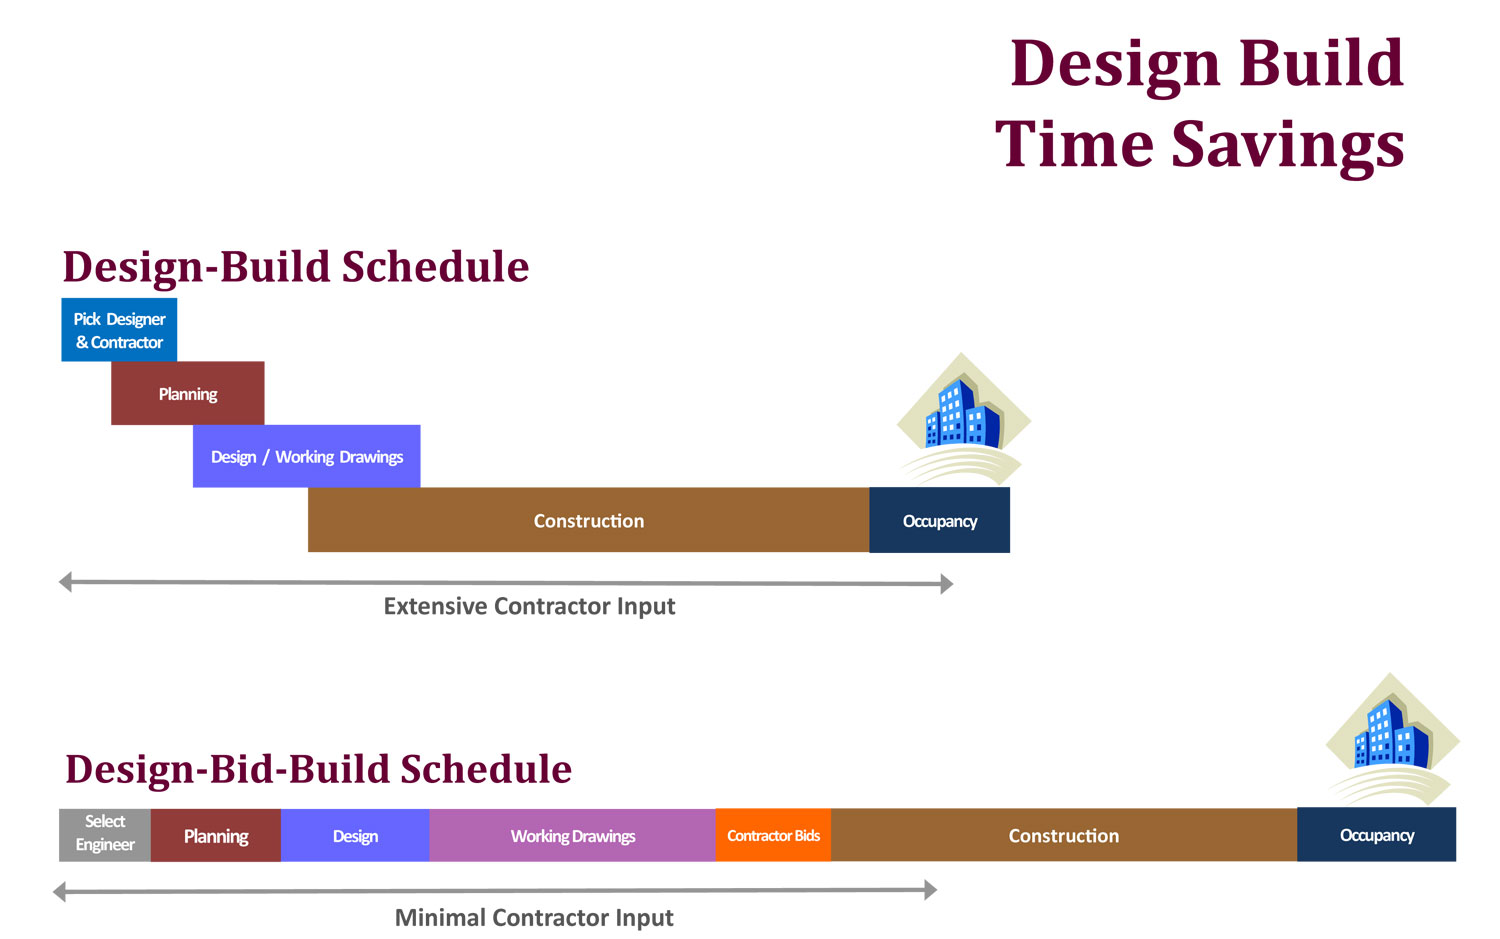 Design Build
Time Savings
Design-Build Schedule
Pick Designer
& Contractor
Planning
Design / Working Drawings
Construction
Occupancy
Extensive Contractor Input
Design-Bid-Build Schedule
Select
Engineer
Planning
Design
Working Drawings
Contractor Bids
Construction
Occupancy
Minimal Contractor Input